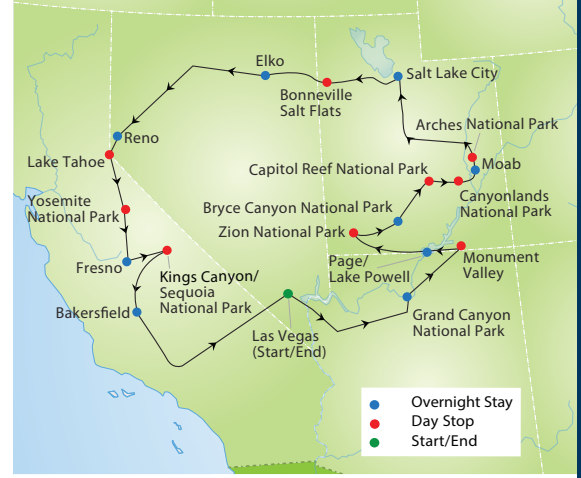 Elko
Salt Lake City
Bonneville
Salt Flats
Arches National Park
Reno
Lake Tahoe
Moab
Capitol Reef National Park
Canyonlands
National Park
Yosemite
National Park
Bryce Canyon National Park
Zion National Park
Page/
Lake Powell
Monument
Valley
Fresno
Kings Canyon/
Sequoia
National Park
Bakersfield
Grand Canyon
National Park
Las Vegas
(Start/End)
Overnight Stay
Day Stop
Start/End